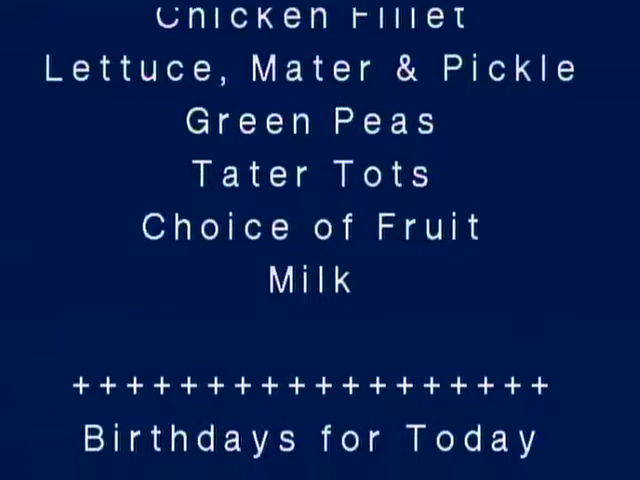 Chicken Fillet
Lettuce, Mater & Pickle
Green Peas
Tater Tots
Choice of Fruit
Milk
++++++++++++++++++
Birthdays for Today